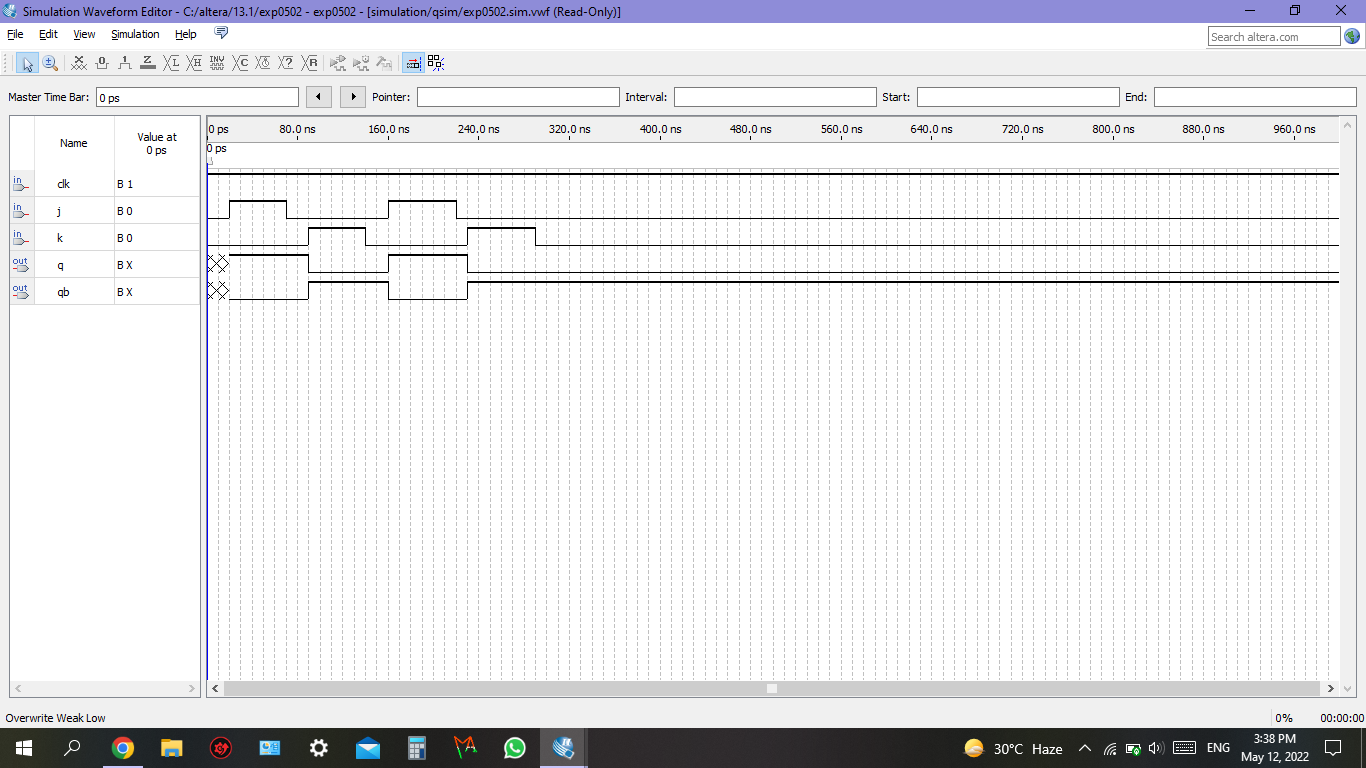 Simulation Waveform Editor - C:/altera/13.1/exp0502 - exp0502 - [simulation/qsim/exp0502.sim.vwf (Read-Only)]
File Edit View Simulation Help
Search altera.com
Master Time Bar: 0 ps Pointer: Interval: Start: End:
Name Value at 0 ps
0 ps 80.0 ns 160.0 ns 240.0 ns 320.0 ns 400.0 ns 480.0 ns 560.0 ns 640.0 ns 720.0 ns 800.0 ns 880.0 ns 960.0 ns
0 ps
in clk B 1
in j B 0
in k B 0
out q B X
out qb B X
Overwrite Weak Low
0% 00:00:00
30°C Haze
ENG
3:38 PM
May 12, 2022